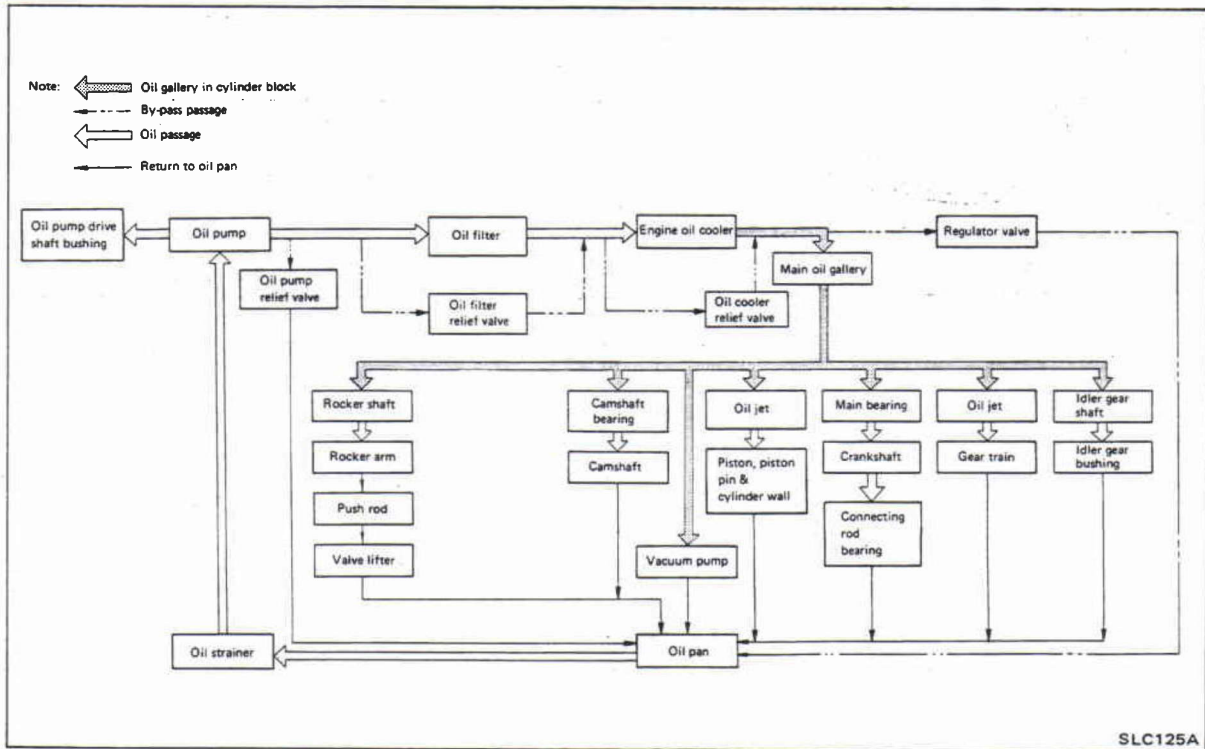 Note:
Oil gallery in cylinder block
By-pass passage
Oil passage
Return to oil pan
Oil pump drive
shaft bushing
Oil pump
Oil filter
Engine oil cooler
Regulator valve
Main oil gallery
Oil pump
relief valve
Oil filter
relief valve
Oil cooler
relief valve
Rocker shaft
Camshaft
bearing
Oil jet
Main bearing
Oil jet
Idler gear
shaft
Rocker arm
Camshaft
Piston, piston
pin &
cylinder wall
Crankshaft
Gear train
Idler gear
bushing
Push rod
Connecting
rod
bearing
Valve lifter
Vacuum pump
Oil strainer
Oil pan
SLC125A